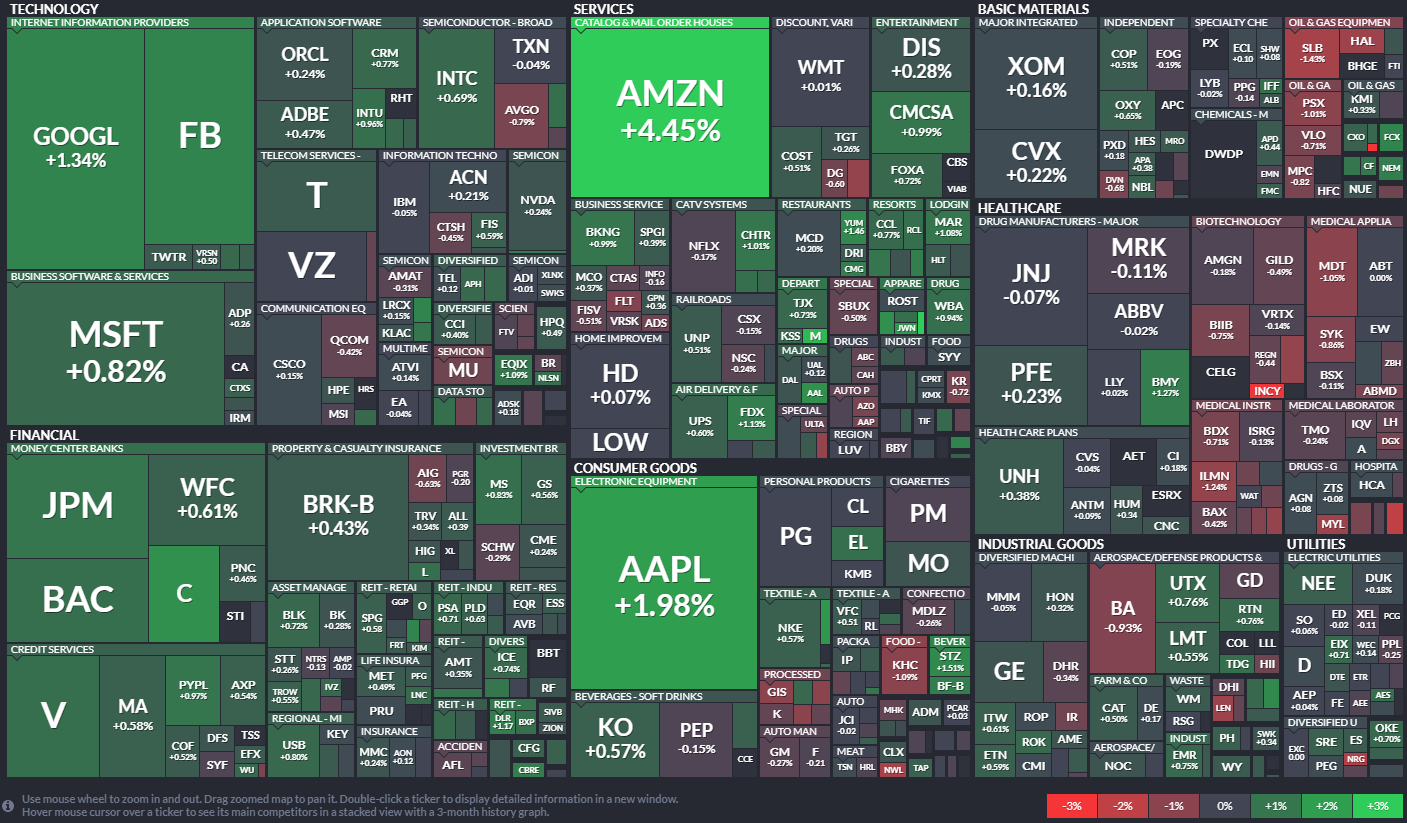 TECHNOLOGY
INTERNET INFORMATION PROVIDERS
GOOGL
+1.34%
FB
TWTR
VRSN
+0.50
APPLICATION SOFTWARE
ORCL
+0.24%
ADBE
+0.47%
CRM
+0.77%
INTU
+0.96%
RHT
SEMICONDUCTOR - BROAD
INTC
+0.69%
TXN
-0.04%
AVGO
-0.79%
TELECOM SERVICES -
T
VZ
INFORMATION TECHNO
IBM
-0.05%
ACN
+0.21%
CTSH
-0.45%
FIS
+0.59%
SEMICON
NVDA
+0.24%
BUSINESS SOFTWARE & SERVICES
MSFT
+0.82%
ADP
+0.26
CA
CTXS
IRM
COMMUNICATION EQ
CSCO
+0.15%
QCOM
-0.42%
HPE
HRS
MSI
SEMICON
AMAT
-0.31%
LRCX
+0.15%
KLAC
DIVERSIFIED
TEL
+0.12
APH
SEMICON
ADI
+0.01
XLNX
SWKS
DIVERSIFIE
CCI
+0.40%
SCIEN
FTV
HPQ
+0.49
MULTIME
ATVI
+0.14%
EA
-0.04%
SEMICON
MU
EQIX
+1.09%
BR
NLSN
DATA STO
ADSK
+0.18
FINANCIAL
MONEY CENTER BANKS
JPM
WFC
+0.61%
BAC
C
PNC
+0.46%
STI
CREDIT SERVICES
V
MA
+0.58%
PYPL
+0.97%
AXP
+0.54%
COF
+0.52%
DFS
SYF
TSS
EFX
WU
PROPERTY & CASUALTY INSURANCE
BRK-B
+0.43%
AIG
-0.63%
PGR
-0.20
TRV
+0.34%
ALL
+0.39
HIG
XL
L
INVESTMENT BR
MS
+0.83%
GS
+0.56%
SCHW
-0.29%
CME
+0.24%
ASSET MANAGE
BLK
+0.72%
BK
+0.28%
STT
+0.26%
NTRS
-0.13
AMP
-0.02
TROW
+0.55%
IVZ
REGIONAL - MI
USB
+0.80%
KEY
REIT - RETAI
SPG
+0.58
GGP
O
FRT
KIM
LIFE INSURA
MET
+0.49%
PFG
LNC
PRU
INSURANCE
MMC
+0.24%
AON
+0.12
REIT - INDU
PSA
+0.71
PLD
+0.63
REIT - RES
EQR
ESS
AVB
REIT -
AMT
+0.35%
DIVERS
ICE
+0.74%
BBT
RF
REIT - H
REIT -
DLR
+1.17
BXP
SIVB
ZION
ACCIDEN
AFL
CFG
CBRE
SERVICES
CATALOG & MAIL ORDER HOUSES
AMZN
+4.45%
DISCOUNT, VARI
WMT
+0.01%
COST
+0.51%
TGT
+0.26%
DG
-0.60
ENTERTAINMENT
DIS
+0.28%
CMCSA
+0.99%
FOXA
+0.72%
CBS
VIAB
BUSINESS SERVICE
BKNG
+0.99%
SPGI
+0.39%
MCO
+0.37%
CTAS
INFO
-0.16
FISV
-0.51%
FLT
GPN
+0.36
VRSK
ADS
CATV SYSTEMS
NFLX
-0.17%
CHTR
+1.01%
RESTAURANTS
MCD
+0.20%
YUM
+1.46
DRI
CMG
RESORTS
CCL
+0.77%
RCL
LODGIN
MAR
+1.08%
HLT
RAILROADS
UNP
+0.51%
CSX
-0.15%
NSC
-0.24%
DEPART
TJX
+0.73%
KSS
M
SPECIAL
SBUX
-0.50%
APPARE
ROST
JWN
DRUG
WBA
+0.94%
HOME IMPROVEM
HD
+0.07%
LOW
AIR DELIVERY & F
UPS
+0.60%
FDX
+1.13%
MAJOR
DAL
UAL
+0.12
AAL
SPECIAL
ULTA
DRUGS
ABC
CAH
AUTO P
AZO
AAP
REGION
LUV
INDUST
CPRT
KMX
FOOD
SYY
KR
-0.72
TIF
BBY
CONSUMER GOODS
ELECTRONIC EQUIPMENT
AAPL
+1.98%
BEVERAGES - SOFT DRINKS
KO
+0.57%
PEP
-0.15%
CCE
PERSONAL PRODUCTS
PG
CL
EL
KMB
CIGARETTES
PM
MO
TEXTILE - A
NKE
+0.57%
TEXTILE - A
VFC
+0.51
RL
CONFECTIO
MDLZ
-0.26%
PACKA
IP
FOOD -
KHC
-1.09%
BEVER
STZ
+1.51%
BF-B
PROCESSED
GIS
K
AUTO
JCI
-0.02
MHK
ADM
PCAR
+0.03
AUTO MAN
GM
-0.27%
F
-0.21
MEAT
TSN
HRL
CLX
NWL
TAP
BASIC MATERIALS
MAJOR INTEGRATED
XOM
+0.16%
CVX
+0.22%
INDEPENDENT
COP
+0.51%
EOG
-0.19%
OXY
+0.65%
APC
PXD
+0.18
HES
MRO
APA
+0.38
DVN
-0.68
NBL
SPECIALTY CHE
PX
ECL
+0.10
SHW
+0.08
LYB
-0.02%
PPG
-0.14
IFF
ALB
CHEMICALS - M
DWDP
APD
+0.44
EMN
FMC
OIL & GAS EQUIPMEN
SLB
-1.43%
HAL
BHGE
FTI
OIL & GA
PSX
-1.01%
VLO
-0.71%
MPC
-0.82
HFC
OIL & GAS
KMI
+0.33%
CXO
FCX
CF
NEM
NUE
HEALTHCARE
DRUG MANUFACTURERS - MAJOR
JNJ
-0.07%
MRK
-0.11%
ABBV
-0.02%
PFE
+0.23%
LLY
+0.02%
BMY
+1.27%
BIOTECHNOLOGY
AMGN
-0.18%
GILD
-0.49%
BIIB
-0.75%
VRTX
-0.14%
REGN
-0.44
CELG
INCY
MEDICAL APPLIA
MDT
-1.05%
ABT
0.00%
SYK
-0.86%
EW
ZBH
BSX
-0.11%
ABMD
HEALTH CARE PLANS
UNH
+0.38%
CVS
-0.04%
AET
CI
+0.18%
ANTM
+0.09%
HUM
+0.34
ESRX
CNC
MEDICAL INSTR
BDX
-0.71%
ISRG
-0.13%
ILMN
-1.24%
WAT
BAX
-0.42%
MEDICAL LABORATOR
TMO
-0.24%
IQV
LH
A
DGX
DRUGS - G
AGN
+0.08
ZTS
+0.08
MYL
HOSPITA
HCA
INDUSTRIAL GOODS
DIVERSIFIED MACHI
MMM
-0.05%
HON
+0.32%
GE
DHR
-0.34%
ITW
+0.61%
ROP
IR
ROK
AME
ETN
+0.59%
CMI
AEROSPACE/DEFENSE PRODUCTS &
BA
-0.93%
UTX
+0.76%
GD
LMT
+0.55%
RTN
+0.76%
COL
LLL
TDG
HII
FARM & CO
CAT
+0.50%
DE
+0.17
WASTE
WM
RSG
DHI
LEN
AEROSPACE/
NOC
INDUST
EMR
+0.75%
PH
SWK
+0.34
WY
UTILITIES
ELECTRIC UTILITIES
NEE
DUK
+0.18%
SO
+0.06%
ED
-0.02
XEL
-0.11
PCG
D
EIX
+0.71
WEC
+0.14
PPL
-0.25
DTE
ETR
AEP
+0.04%
FE
AEE
AES
DIVERSIFIED U
EXC
0.00
SRE
ES
OKE
+0.70%
PEG
NRG
Use mouse wheel to zoom in and out. Drag zoomed map to pan it. Double-click a ticker to display detailed information in a new window.
Hover mouse cursor over a ticker to see its main competitors in a stacked view with a 3-month history graph.
-3%
-2%
-1%
0%
+1%
+2%
+3%